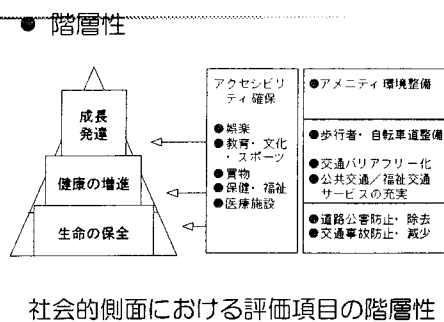 ● 階層性
成長
発達
健康の増進
生命の保全
アクセシビリ
ティ確保
●娯楽
●教育・文化
・スポーツ
●買物
●保健・福祉
●医療施設
●アメニティ環境整備
●歩行者・自転車道整備
●交通バリアフリー化
●公共交通／福祉交通
サービスの充実
●道路公害防止・除去
●交通事故防止・減少
社会的側面における評価項目の階層性